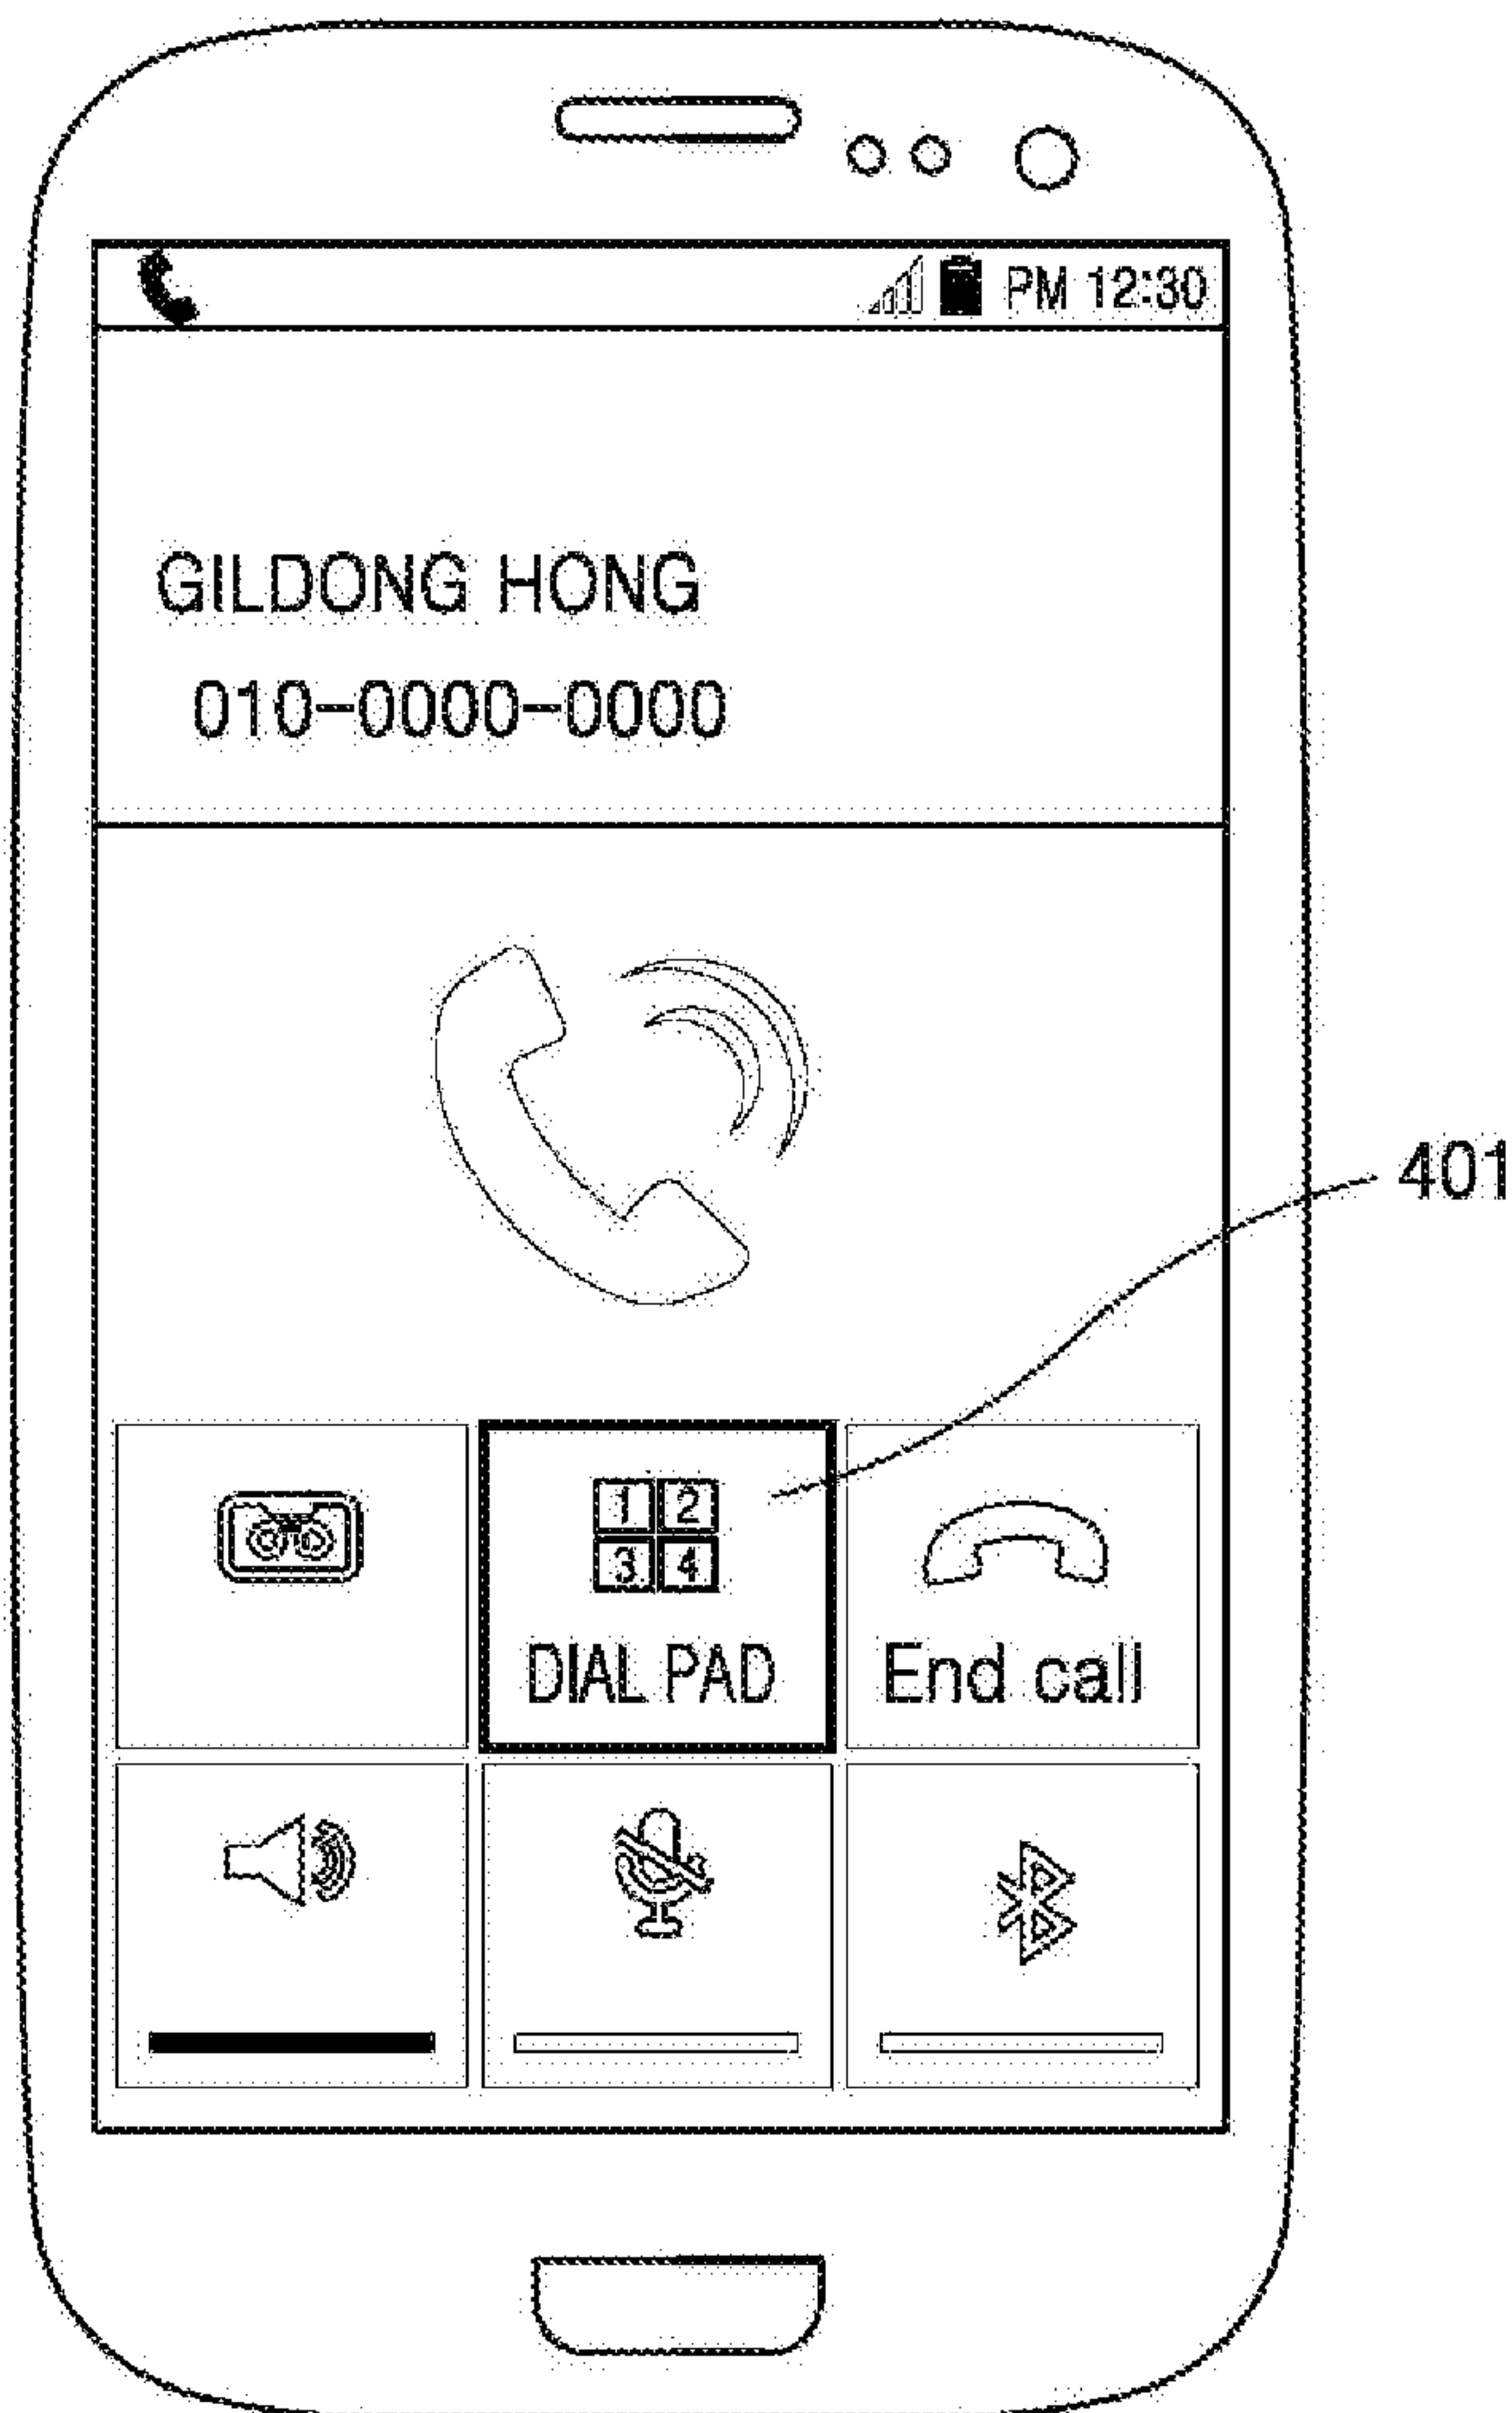 PM 12:30
GILDONG HONG
010-0000-0000
401
1 2
3 4
DIAL PAD
End call